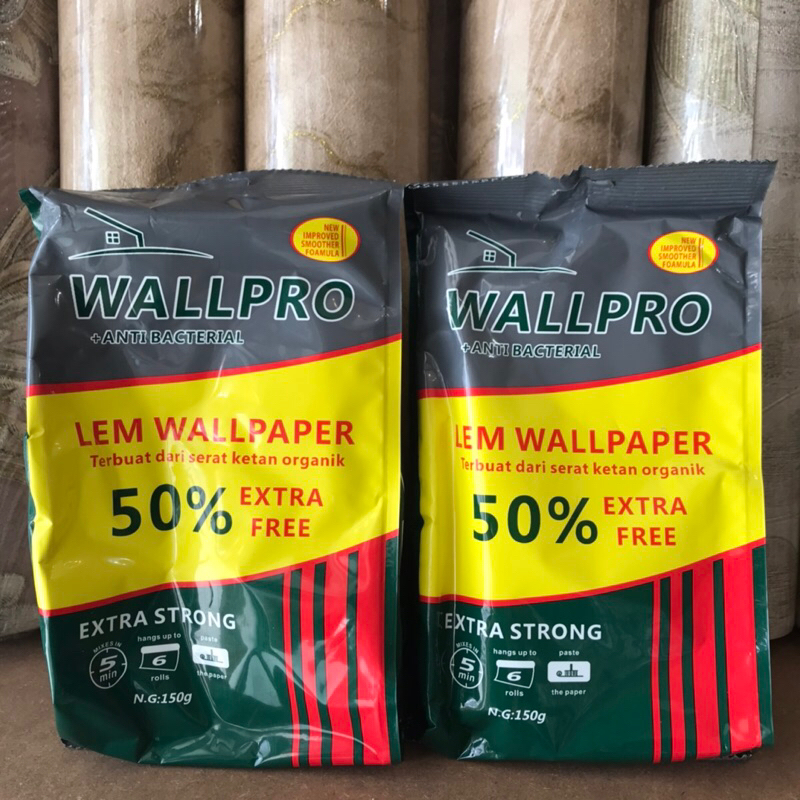 NEW
IMPROVED
SMOOTHER
FOAMULA
WALLPRO
+ANTI BACTERIAL
LEM WALLPAPER
Terbuat dari serat ketan organik
50% EXTRA
FREE
EXTRA STRONG
MIXES IN
5
min
hangs up to
6
rolls
paste
the paper
N.G:150g
NEW
IMPROVED
SMOOTHER
FOAMULA
WALLPRO
+ANTI BACTERIAL
LEM WALLPAPER
Terbuat dari serat ketan organik
50% EXTRA
FREE
EXTRA STRONG
MIXES IN
5
min
hangs up to
6
rolls
paste
the paper
N.G:150g